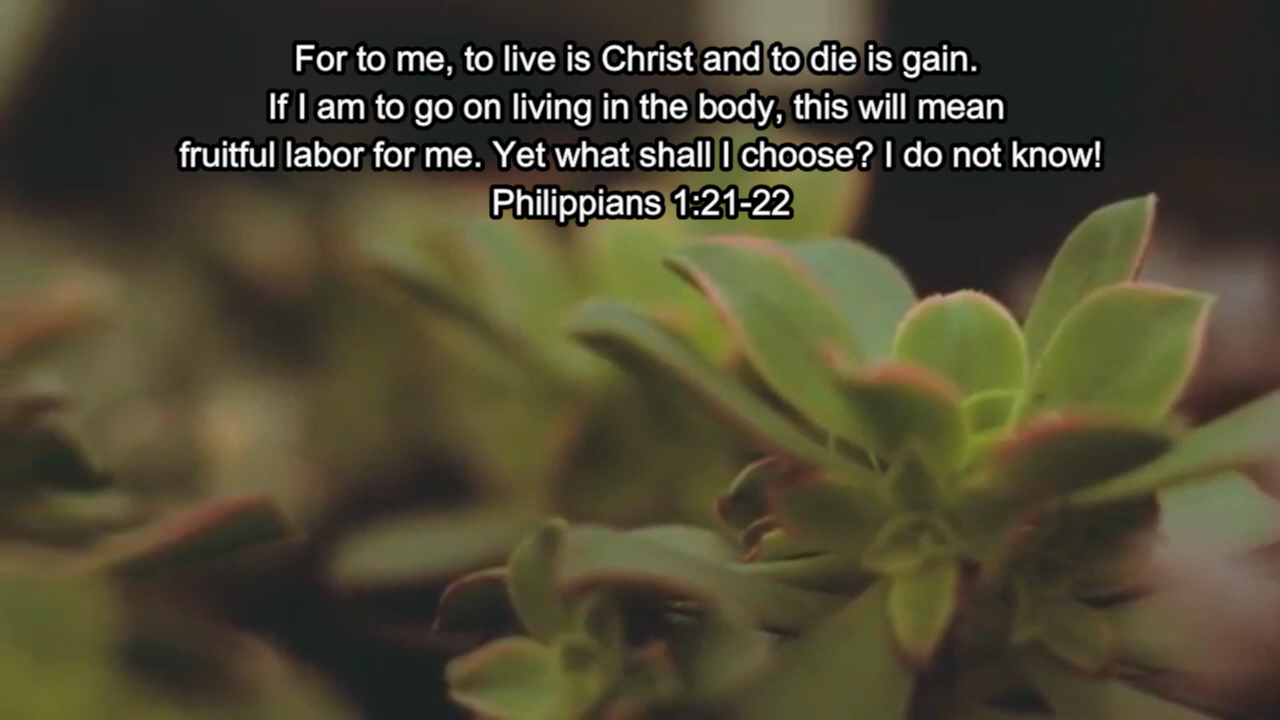 For to me, to live is Christ and to die is gain.
If I am to go on living in the body, this will mean
fruitful labor for me. Yet what shall I choose? I do not know!
Philippians 1:21-22